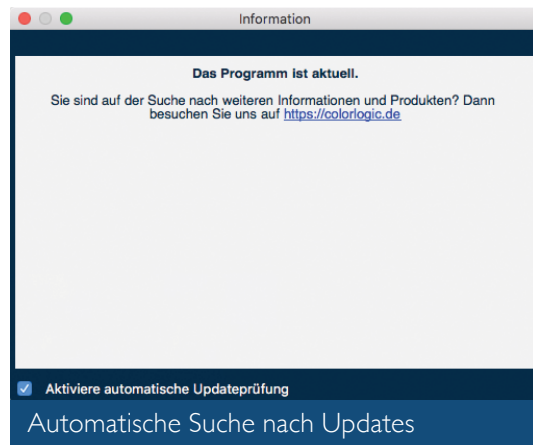 Information
Das Programm ist aktuell.
Sie sind auf der Suche nach weiteren Informationen und Produkten? Dann
besuchen Sie uns auf https://colorlogic.de
Aktiviere automatische Updateprüfung
Automatische Suche nach Updates